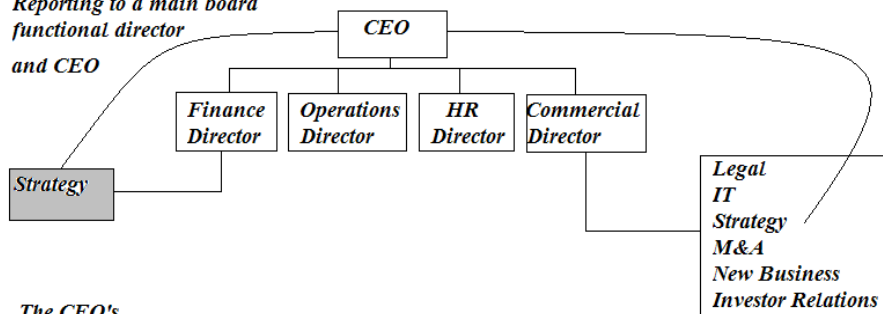 Reporting to a main board
functional director
and CEO
CEO
Finance
Director
Operations
Director
HR
Director
Commercial
Director
Strategy
Legal
IT
Strategy
M&A
New Business
Investor Relations
The CEO's